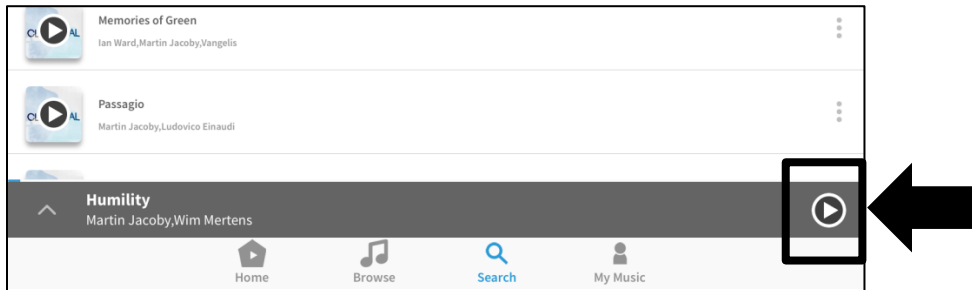 Memories of Green
Ian Ward,Martin Jacoby,Vangelis
Passagio
Martin Jacoby,Ludovico Einaudi
Humility
Martin Jacoby,Wim Mertens
Home Browse Search My Music